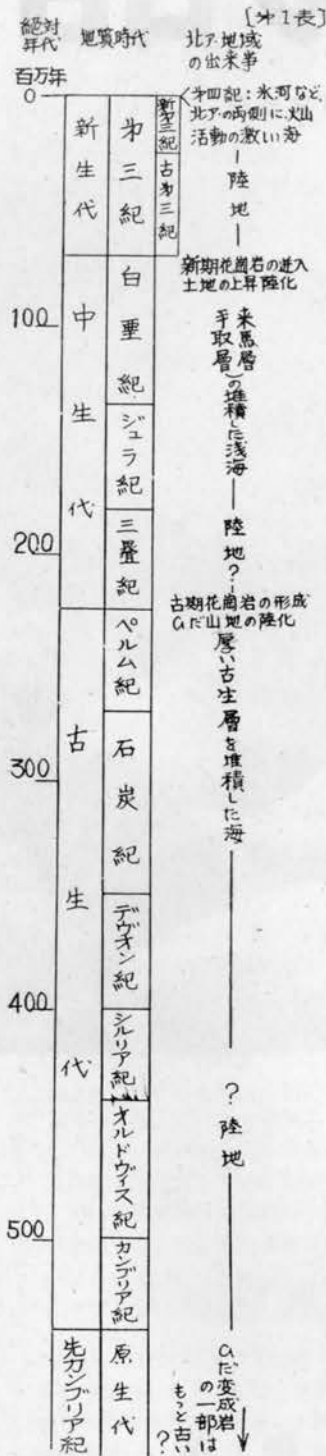 [第1表]
絶対
年代
地質時代
北ア・地域
の出来事
百万年
0
100
200
300
400
500
新生代
中生代
古生代
先カンブリア紀
第三紀
新第三紀
古第三紀
白亜紀
ジュラ紀
三畳紀
ペルム紀
石炭紀
デヴオン紀
シルリア紀
オルドヴィス紀
カンブリア紀
原生代
第四記:氷河など、
北ア・の両側に、火山
活動の激い海
陸地
新期花崗岩の迸入
土地の上昇陸化
来馬層
手取層)の堆積した浅海
陸地?
古期花崗岩の形成
ひだ山地の陸化
厚い古生層を堆積した海
?陸地
ひだ変成岩
の一部は
もっと古い
?